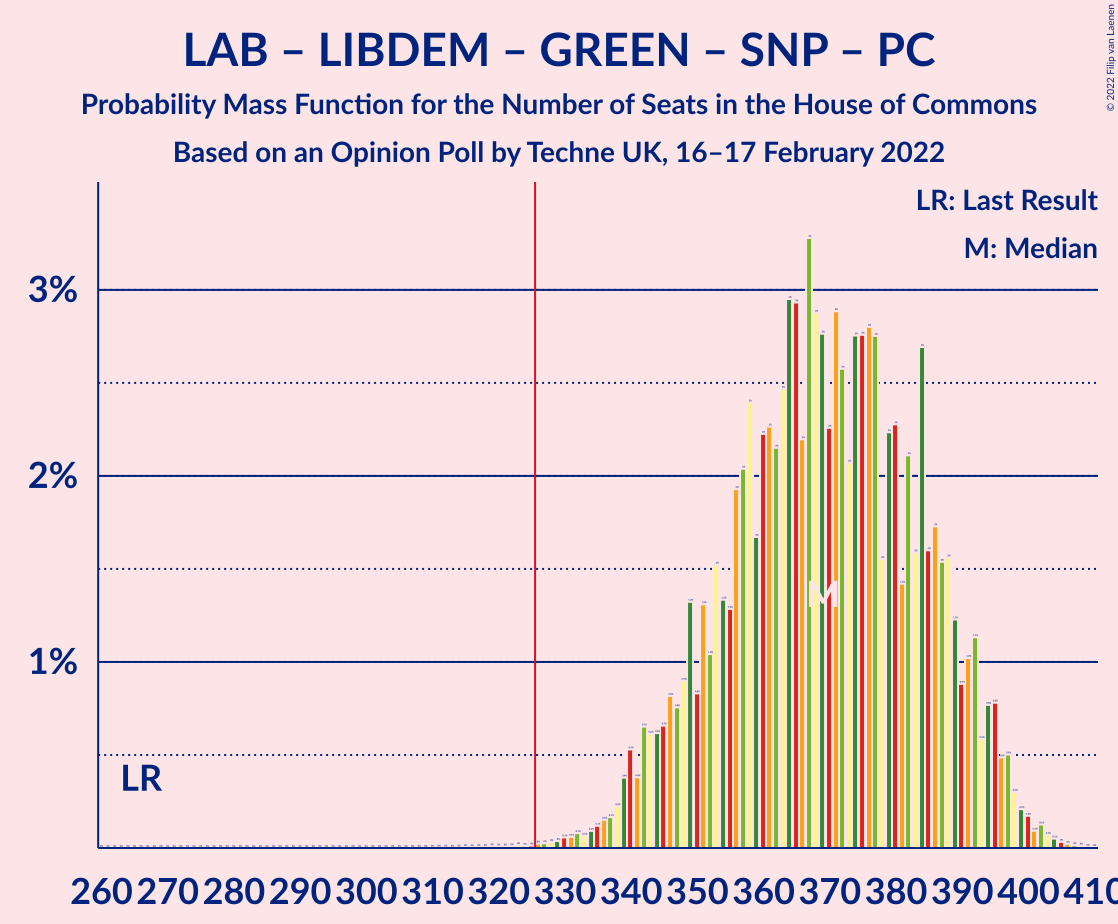 LAB – LIBDEM – GREEN – SNP – PC
Probability Mass Function for the Number of Seats in the House of Commons
Based on an Opinion Poll by Techne UK, 16–17 February 2022
© 2022 Filip van Laenen
LR: Last Result
M: Median
3%
2%
1%
M
LR
260 270 280 290 300 310 320 330 340 350 360 370 380 390 400 410